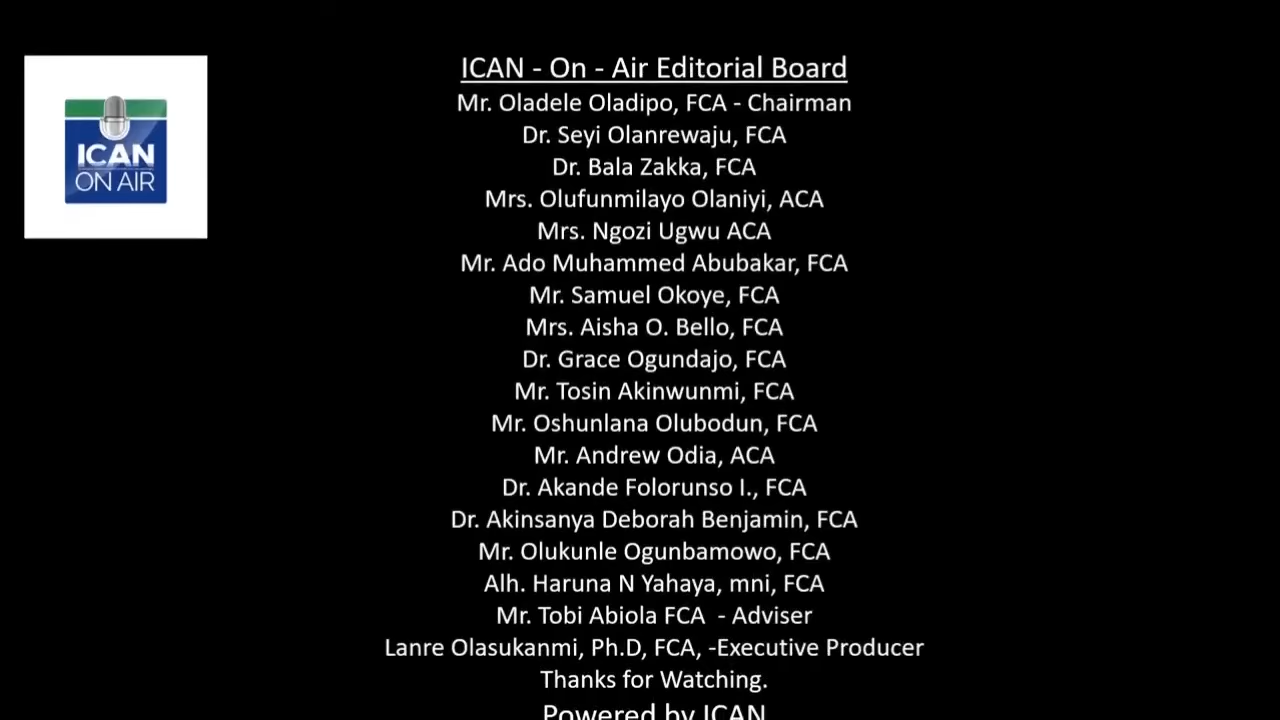 ICAN
ON AIR
ICAN - On - Air Editorial Board
Mr. Oladele Oladipo, FCA - Chairman
Dr. Seyi Olanrewaju, FCA
Dr. Bala Zakka, FCA
Mrs. Olufunmilayo Olaniyi, ACA
Mrs. Ngozi Ugwu ACA
Mr. Ado Muhammed Abubakar, FCA
Mr. Samuel Okoye, FCA
Mrs. Aisha O. Bello, FCA
Dr. Grace Ogundajo, FCA
Mr. Tosin Akinwunmi, FCA
Mr. Oshunlana Olubodun, FCA
Mr. Andrew Odia, ACA
Dr. Akande Folorunso I., FCA
Dr. Akinsanya Deborah Benjamin, FCA
Mr. Olukunle Ogunbamowo, FCA
Alh. Haruna N Yahaya, mni, FCA
Mr. Tobi Abiola FCA - Adviser
Lanre Olasukanmi, Ph.D, FCA, -Executive Producer
Thanks for Watching.
Powered by ICAN